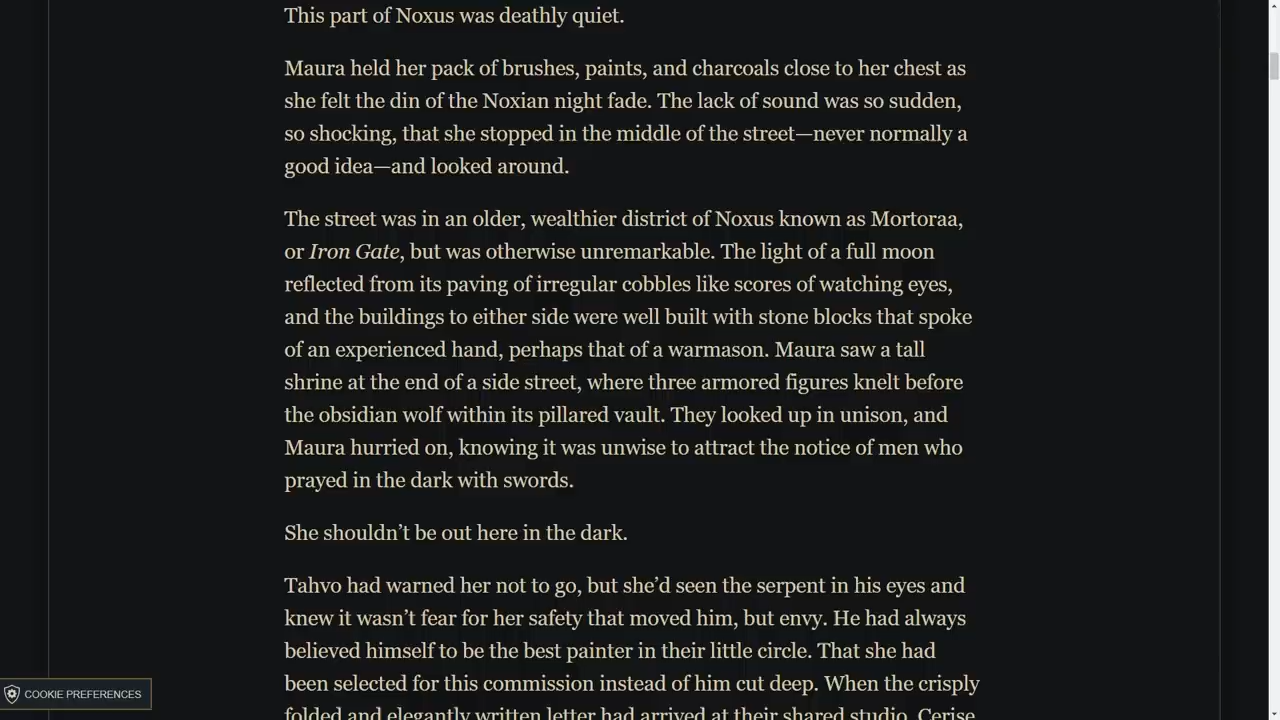 This part of Noxus was deathly quiet.
Maura held her pack of brushes, paints, and charcoals close to her chest as
she felt the din of the Noxian night fade. The lack of sound was so sudden,
so shocking, that she stopped in the middle of the street—never normally a
good idea—and looked around.
The street was in an older, wealthier district of Noxus known as Mortoraa,
or Iron Gate, but was otherwise unremarkable. The light of a full moon
reflected from its paving of irregular cobbles like scores of watching eyes,
and the buildings to either side were well built with stone blocks that spoke
of an experienced hand, perhaps that of a warmason. Maura saw a tall
shrine at the end of a side street, where three armored figures knelt before
the obsidian wolf within its pillared vault. They looked up in unison, and
Maura hurried on, knowing it was unwise to attract the notice of men who
prayed in the dark with swords.
She shouldn’t be out here in the dark.
Tahvo had warned her not to go, but she’d seen the serpent in his eyes and
knew it wasn’t fear for her safety that moved him, but envy. He had always
believed himself to be the best painter in their little circle. That she had
been selected for this commission instead of him cut deep. When the crisply
folded and elegantly written letter had arrived at their shared studio, Cerise
COOKIE PREFERENCES